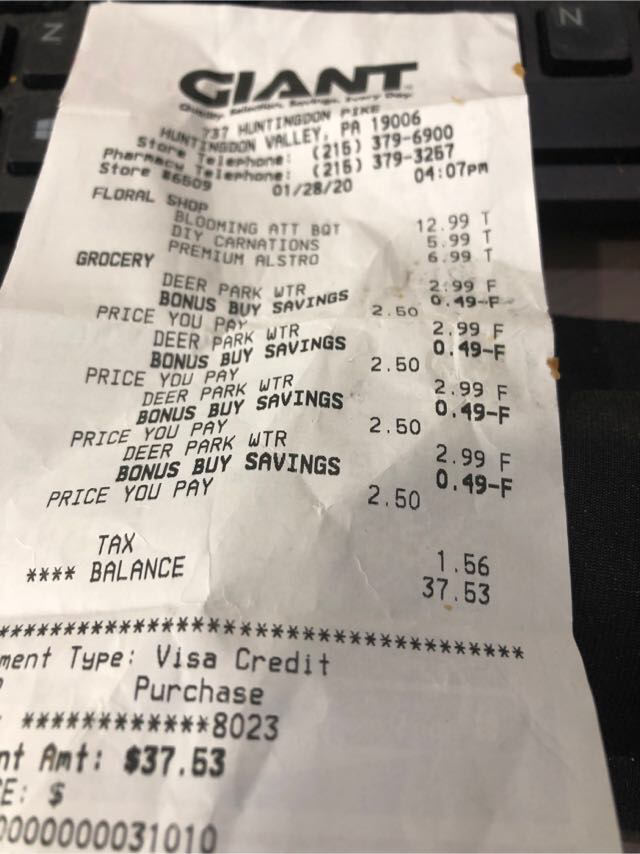 GIANT
Quality. Selection. Savings. Every Day.
737 HUNTINGDON PIKE
HUNTINGDON VALLEY, PA 19006
Store Telephone: (215) 379-6900
Pharmacy Telephone: (215) 379-3257
Store #6509 01/28/20 04:07pm
FLORAL SHOP
BLOOMING ATT BQT 12.99 T
DIY CARNATIONS 5.99 T
PREMIUM ALSTRO 6.99 T
GROCERY
DEER PARK WTR 2.99 F
BONUS BUY SAVINGS 0.49-F
PRICE YOU PAY 2.50
DEER PARK WTR 2.99 F
BONUS BUY SAVINGS 0.49-F
PRICE YOU PAY 2.50
DEER PARK WTR 2.99 F
BONUS BUY SAVINGS 0.49-F
PRICE YOU PAY 2.50
DEER PARK WTR 2.99 F
BONUS BUY SAVINGS 0.49-F
PRICE YOU PAY 2.50
TAX 1.56
**** BALANCE 37.53
************************************
ment Type: Visa Credit
Purchase
************8023
nt Amt: $37.53
E: $
0000000031010
N
N